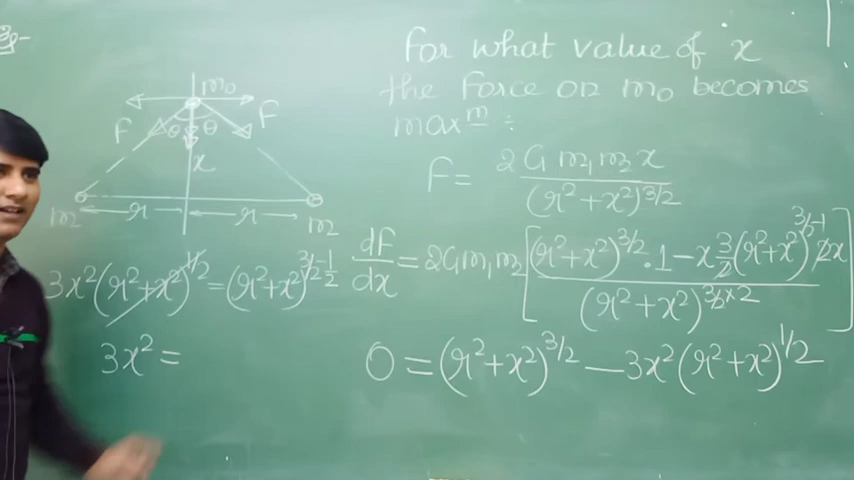 for what value of x
the force on m₀ becomes
max<u>m</u> ÷
m₀
F θ θ F
x
m₂ r r m₂
F = 2Gm₁m₂x / (r²+x²)^3/2
dF/dx = 2Gm₁m₂ [ ((r²+x²)^3/2 · 1 − x 3/2 (r²+x²)^3/2-1 2x) / (r²+x²)^3/2×2 ]
0 = (r²+x²)^3/2 − 3x²(r²+x²)^1/2
3x²(r²+x²)^1/2 = (r²+x²)^3/2-1/2
3x² =